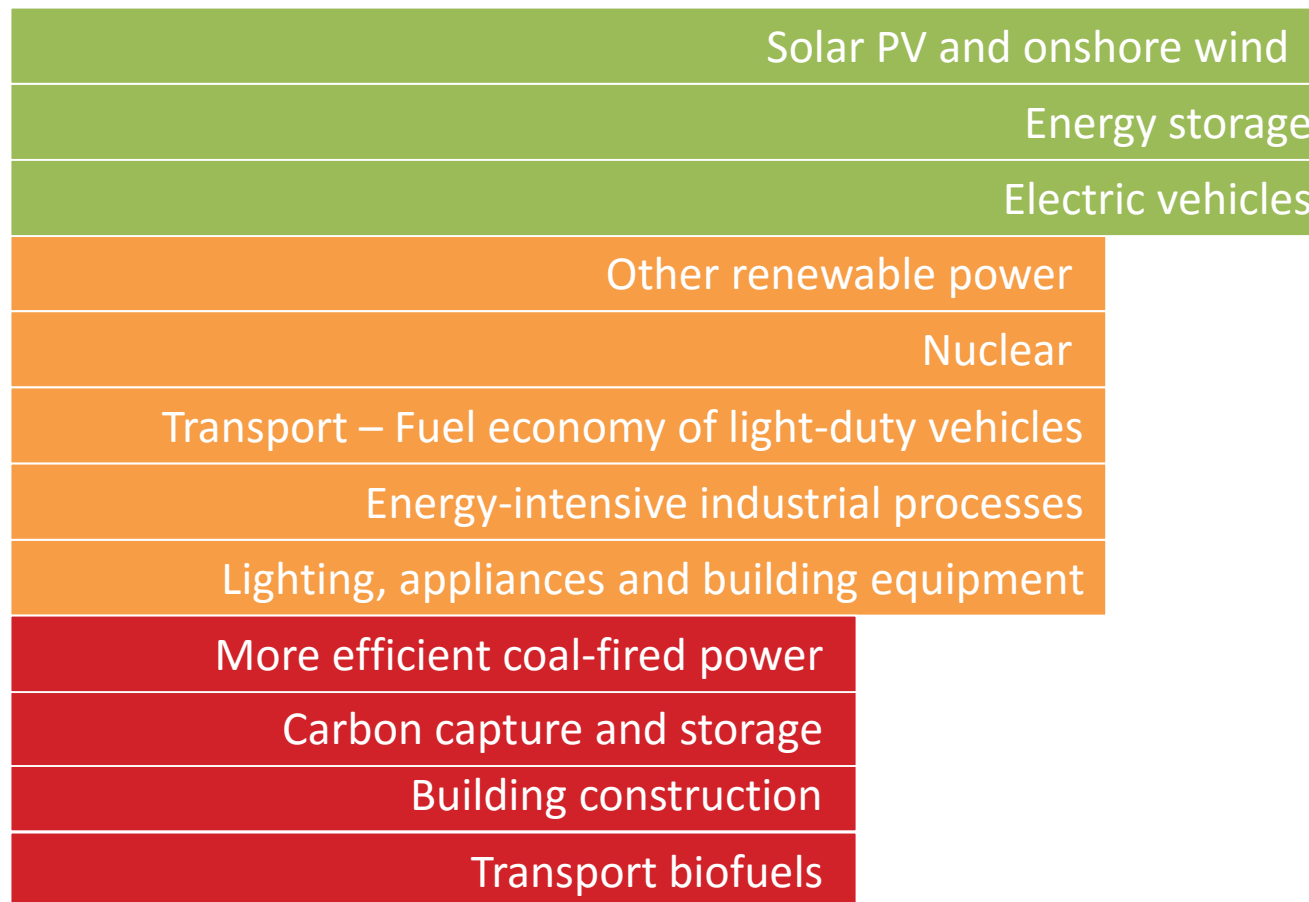 Solar PV and onshore wind
Energy storage
Electric vehicles
Other renewable power
Nuclear
Transport – Fuel economy of light-duty vehicles
Energy-intensive industrial processes
Lighting, appliances and building equipment
More efficient coal-fired power
Carbon capture and storage
Building construction
Transport biofuels